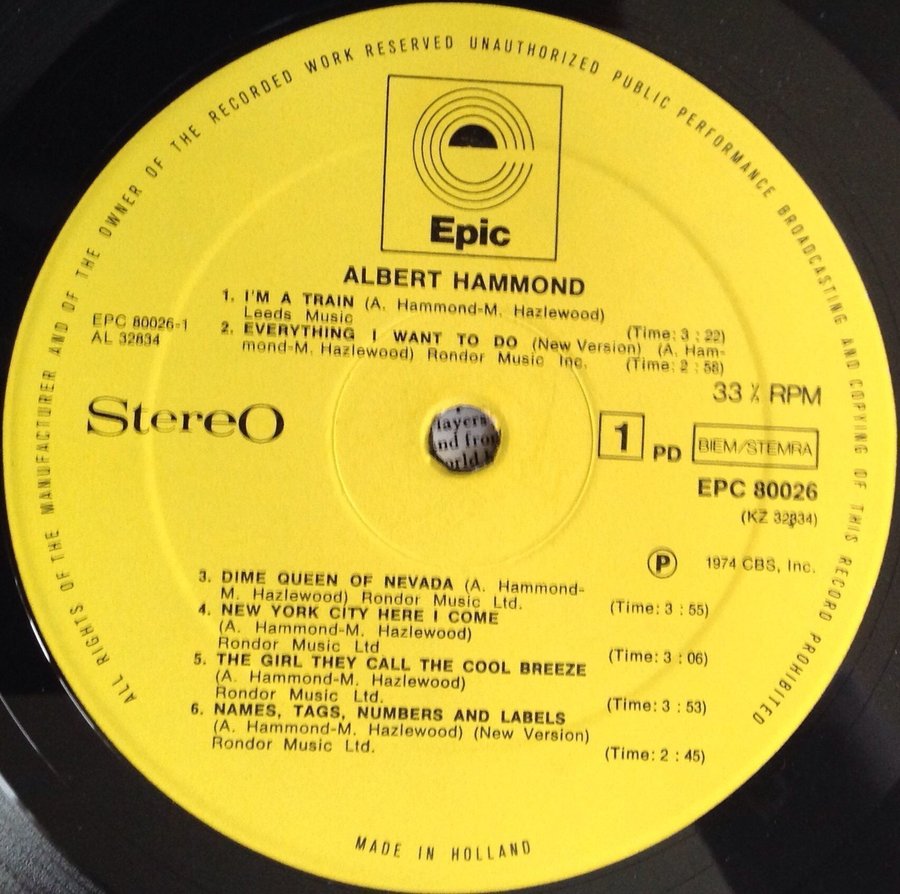 ALL RIGHTS OF THE MANUFACTURER AND OF THE OWNER OF THE RECORDED WORK RESERVED UNAUTHORIZED PUBLIC PERFORMANCE BROADCASTING AND COPYING OF THIS RECORD PROHIBITED
Epic
ALBERT HAMMOND
1. I'M A TRAIN (A. Hammond-M. Hazlewood)
Leeds Music (Time: 3 : 22)
2. EVERYTHING I WANT TO DO (New Version) (A. Ham-
mond-M. Hazlewood) Rondor Music Inc. (Time: 2 : 58)
EPC 80026-1
AL 32834
33 ⅓ RPM
StereO
1 PD BIEM/STEMRA
EPC 80026
(KZ 32834)
℗ 1974 CBS, Inc.
layers
nd fron
orld
3. DIME QUEEN OF NEVADA (A. Hammond-
M. Hazlewood) Rondor Music Ltd. (Time: 3 : 55)
4. NEW YORK CITY HERE I COME
(A. Hammond-M. Hazlewood)
Rondor Music Ltd (Time: 3 : 06)
5. THE GIRL THEY CALL THE COOL BREEZE
(A. Hammond-M. Hazlewood)
Rondor Music Ltd. (Time: 3 : 53)
6. NAMES, TAGS, NUMBERS AND LABELS
(A. Hammond-M. Hazlewood) (New Version)
Rondor Music Ltd. (Time: 2 : 45)
MADE IN HOLLAND